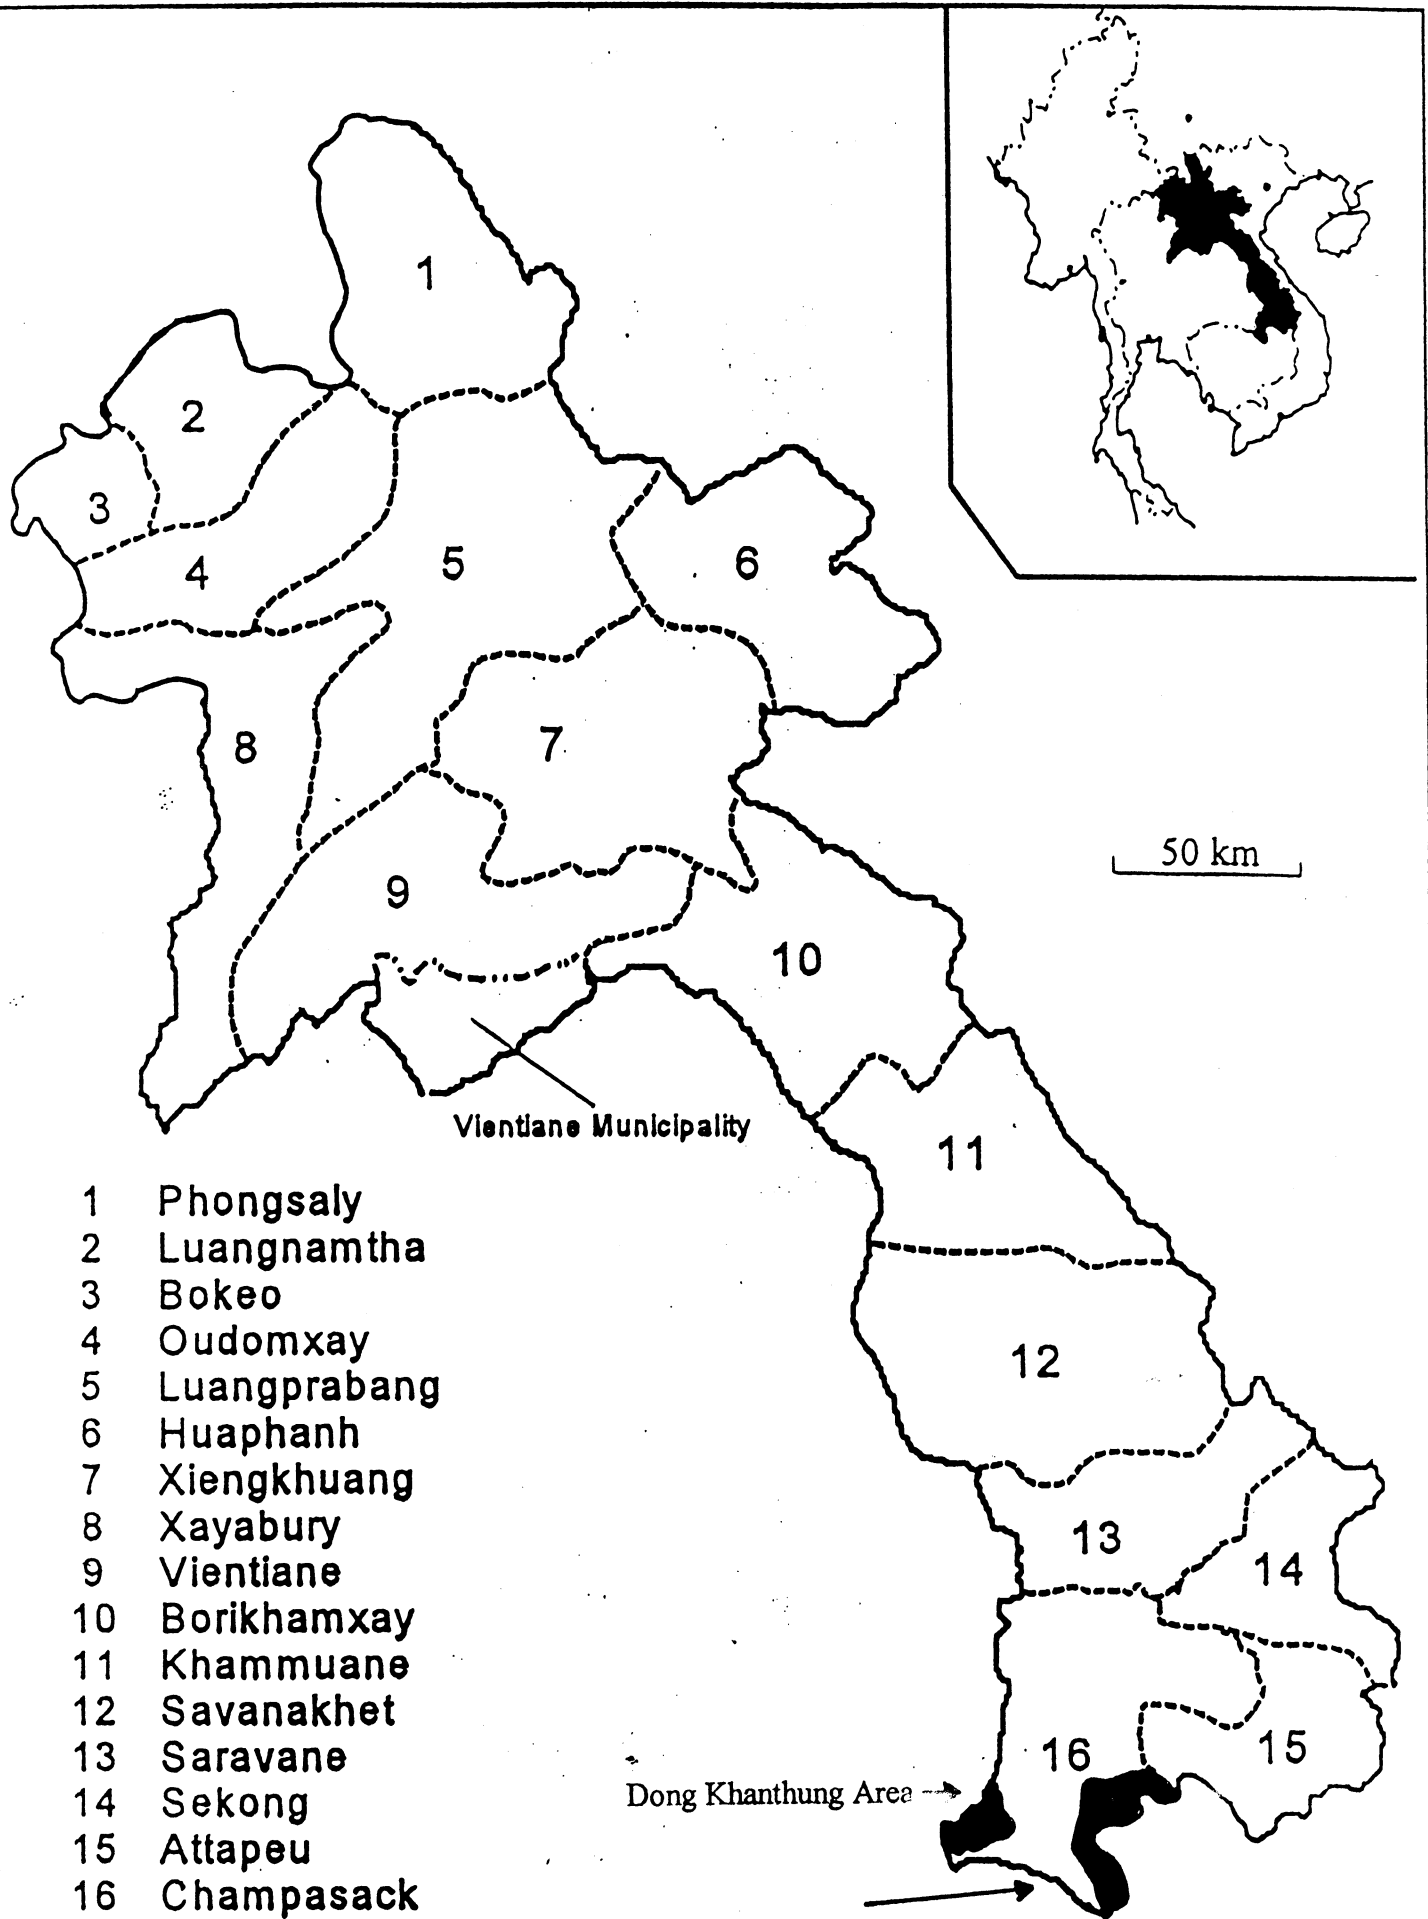 1
2
3
4
5
6
7
8
50 km
9
10
Vientiane Municipality
11
1 Phongsaly
2 Luangnamtha
3 Bokeo
4 Oudomxay
12
5 Luangprabang
6 Huaphanh
7 Xiengkhuang
8 Xayabury
13
9 Vientiane
14
10 Borikhamxay
11 Khammuane
12 Savanakhet
13 Saravane
16
15
14 Sekong
Dong Khanthung Area
15 Attapeu
16 Champasack